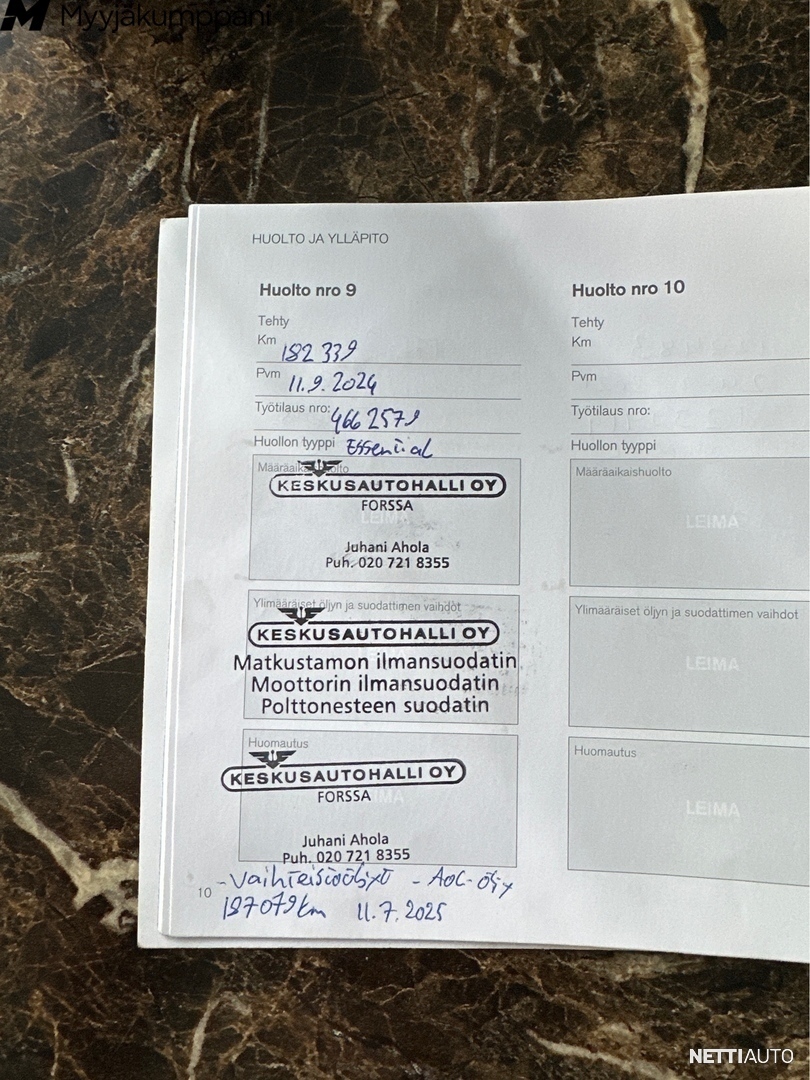 Myyjäkumppani
HUOLTO JA YLLÄPITO
Huolto nro 9
Tehty
Km 182 339
Pvm 11.9.2024
Työtilaus nro: 4662579
Huollon tyyppi Essential
KESKUSAUTOHALLI OY
FORSSA
LEIMA
Juhani Ahola
Puh. 020 721 8355
Ylimääräiset öljyn ja suodattimen vaihdot
KESKUSAUTOHALLI OY
Matkustamon ilmansuodatin
Moottorin ilmansuodatin
Polttonesteen suodatin
Huomautus
KESKUSAUTOHALLI OY
FORSSA
Juhani Ahola
Puh. 020 721 8355
- Vaihteistoöljyt - AOC-öljy
197079km 11.7.2025
10
Huolto nro 10
Tehty
Km
Pvm
Työtilaus nro:
Huollon tyyppi
Määräaikaishuolto
LEIMA
Ylimääräiset öljyn ja suodattimen vaihdot
LEIMA
Huomautus
LEIMA
NETTIAUTO